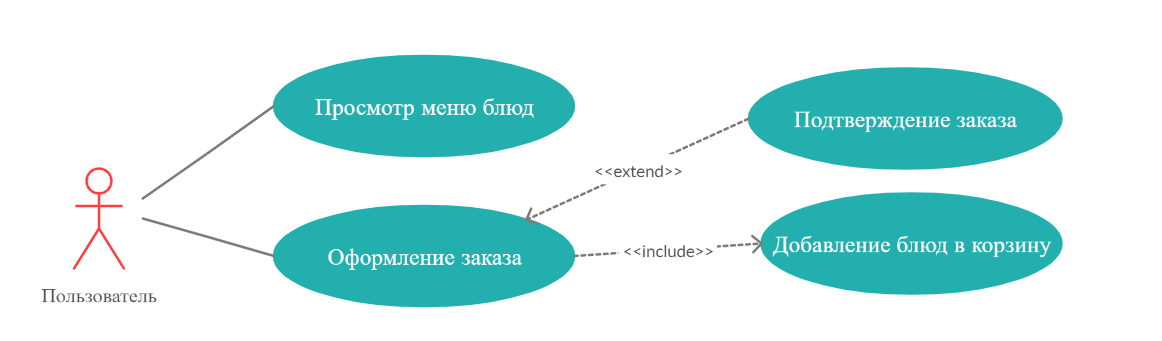 Просмотр меню блюд
Подтверждение заказа
<<extend>>
Оформление заказа
<<include>>
Добавление блюд в корзину
Пользователь